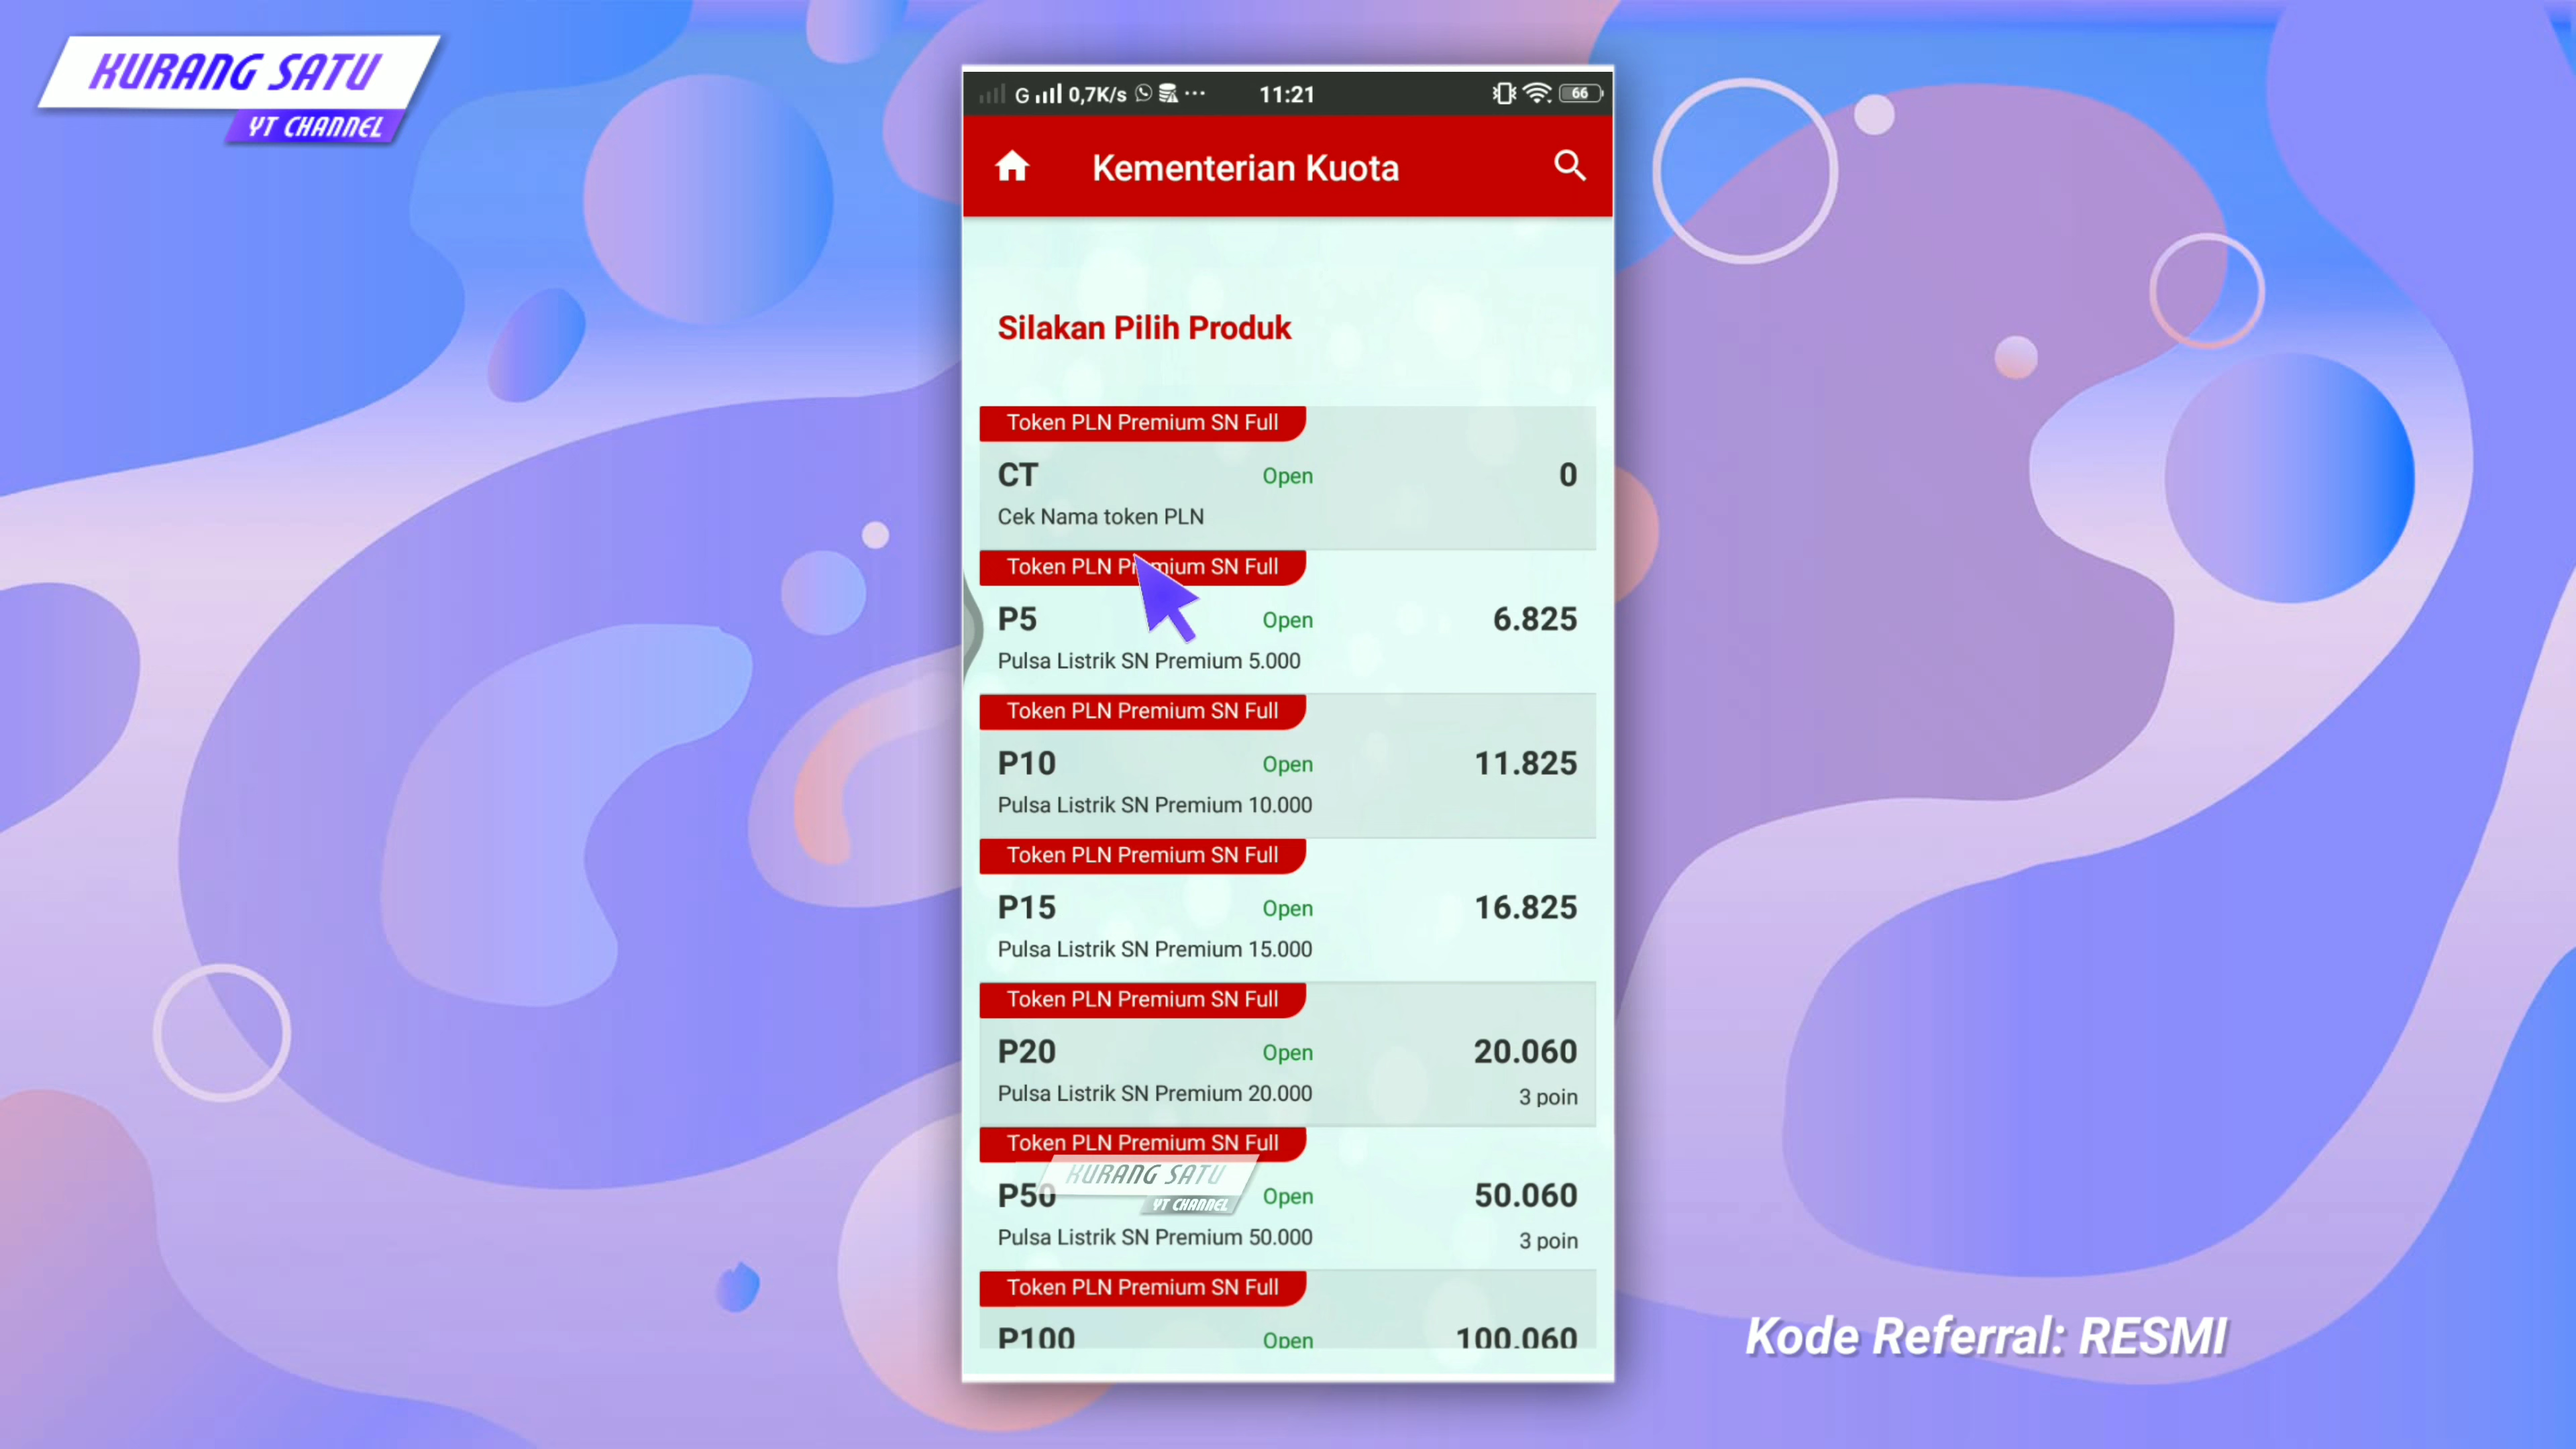 KURANG SATU
YT CHANNEL
G 0,7K/s ... 11:21 66
Kementerian Kuota
Silakan Pilih Produk
Token PLN Premium SN Full
CT Open 0
Cek Nama token PLN
Token PLN Premium SN Full
P5 Open 6.825
Pulsa Listrik SN Premium 5.000
Token PLN Premium SN Full
P10 Open 11.825
Pulsa Listrik SN Premium 10.000
Token PLN Premium SN Full
P15 Open 16.825
Pulsa Listrik SN Premium 15.000
Token PLN Premium SN Full
P20 Open 20.060
Pulsa Listrik SN Premium 20.000 3 poin
Token PLN Premium SN Full
KURANG SATU
YT CHANNEL
P50 Open 50.060
Pulsa Listrik SN Premium 50.000 3 poin
Token PLN Premium SN Full
P100 Open 100.060
Kode Referral: RESMI